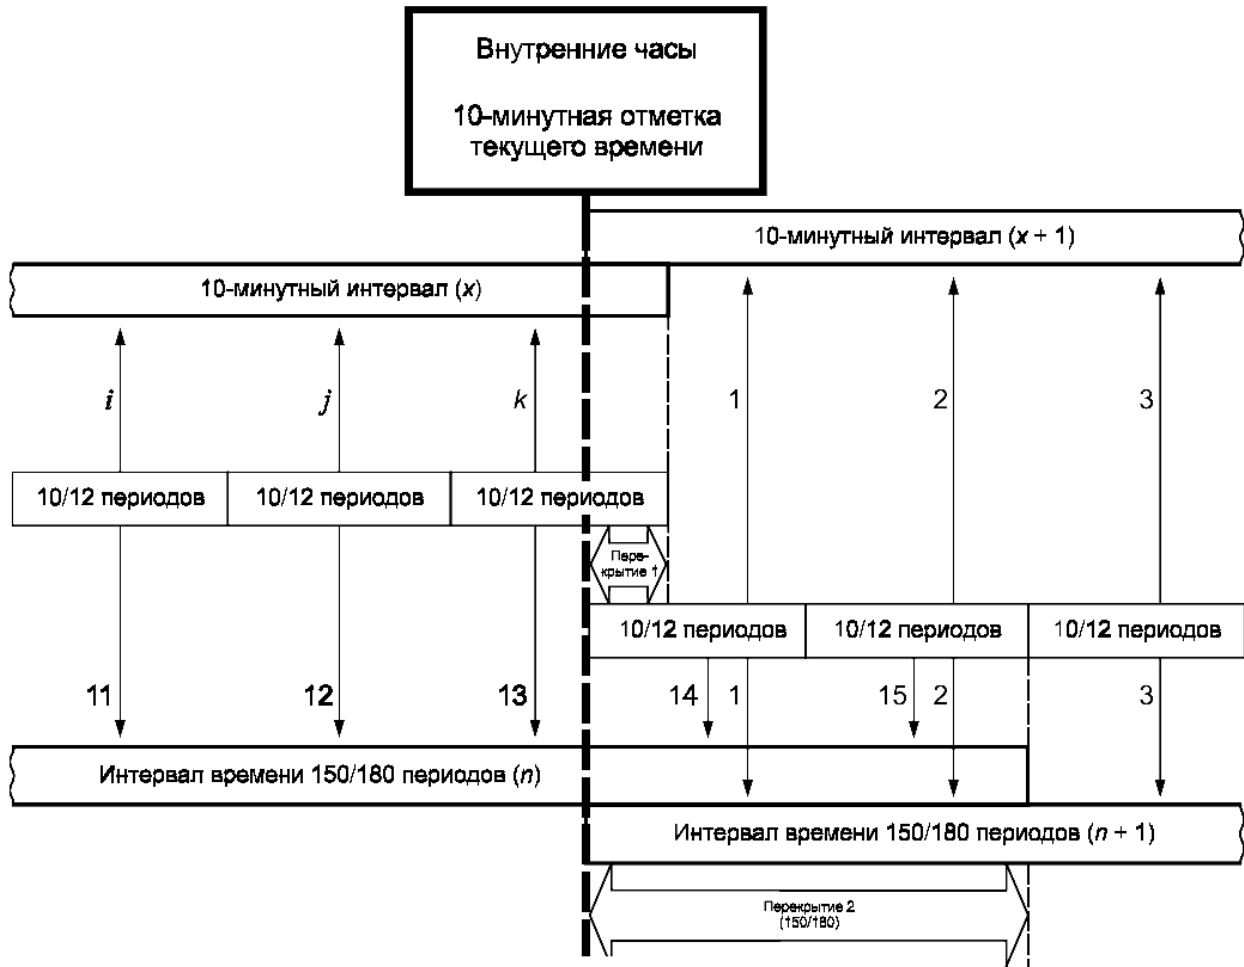 Внутренние часы
10-минутная отметка
текущего времени
10-минутный интервал (x + 1)
10-минутный интервал (x)
i
j
k
1
2
3
10/12 периодов
10/12 периодов
10/12 периодов
Пере-
крытие 1
10/12 периодов
10/12 периодов
10/12 периодов
11
12
13
14
1
15
2
3
Интервал времени 150/180 периодов (n)
Интервал времени 150/180 периодов (n + 1)
Перекрытие 2
(150/180)